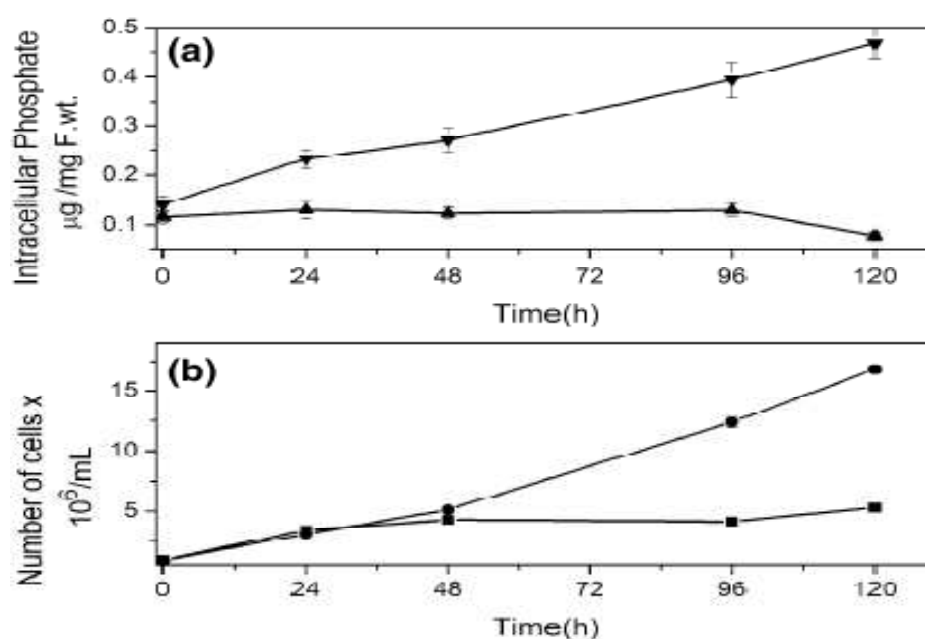 (a)
Intracellular Phosphate
µg /mg F.wt.
0.5
0.4
0.3
0.2
0.1
0 24 48 72 96 120
Time(h)
(b)
Number of cells x
10⁶/mL
15
10
5
0 24 48 72 96 120
Time(h)